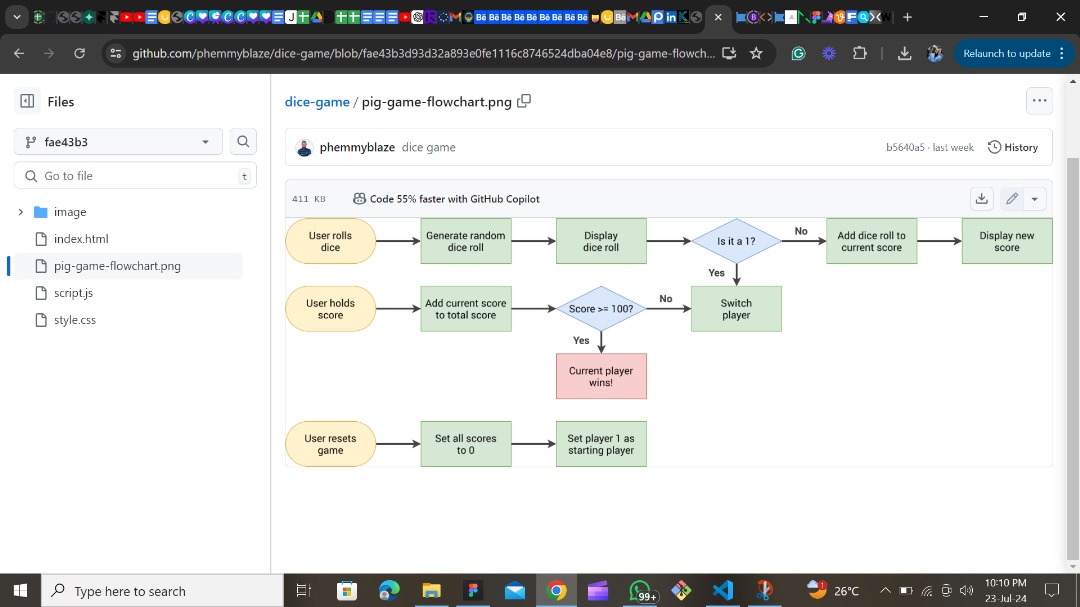 github.com/phemmyblaze/dice-game/blob/fae43b3d93d32a893e0fe1116c8746524dba04e8/pig-game-flowch...
Relaunch to update
Files
fae43b3
Go to file
t
image
index.html
pig-game-flowchart.png
script.js
style.css
dice-game / pig-game-flowchart.png
phemmyblaze dice game
b5640a5 · last week
History
411 KB
Code 55% faster with GitHub Copilot
User rolls
dice
Generate random
dice roll
Display
dice roll
Is it a 1?
No
Add dice roll to
current score
Display new
score
Yes
User holds
score
Add current score
to total score
Score >= 100?
No
Switch
player
Yes
Current player
wins!
User resets
game
Set all scores
to 0
Set player 1 as
starting player
Type here to search
99+
1
26°C
10:10 PM
23-Jul-24